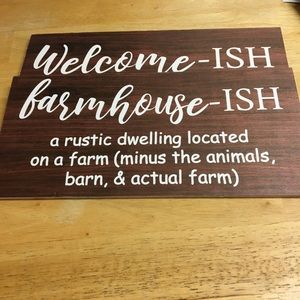 Welcome-ISH
farmhouse-ISH
a rustic dwelling located
on a farm (minus the animals,
barn, & actual farm)